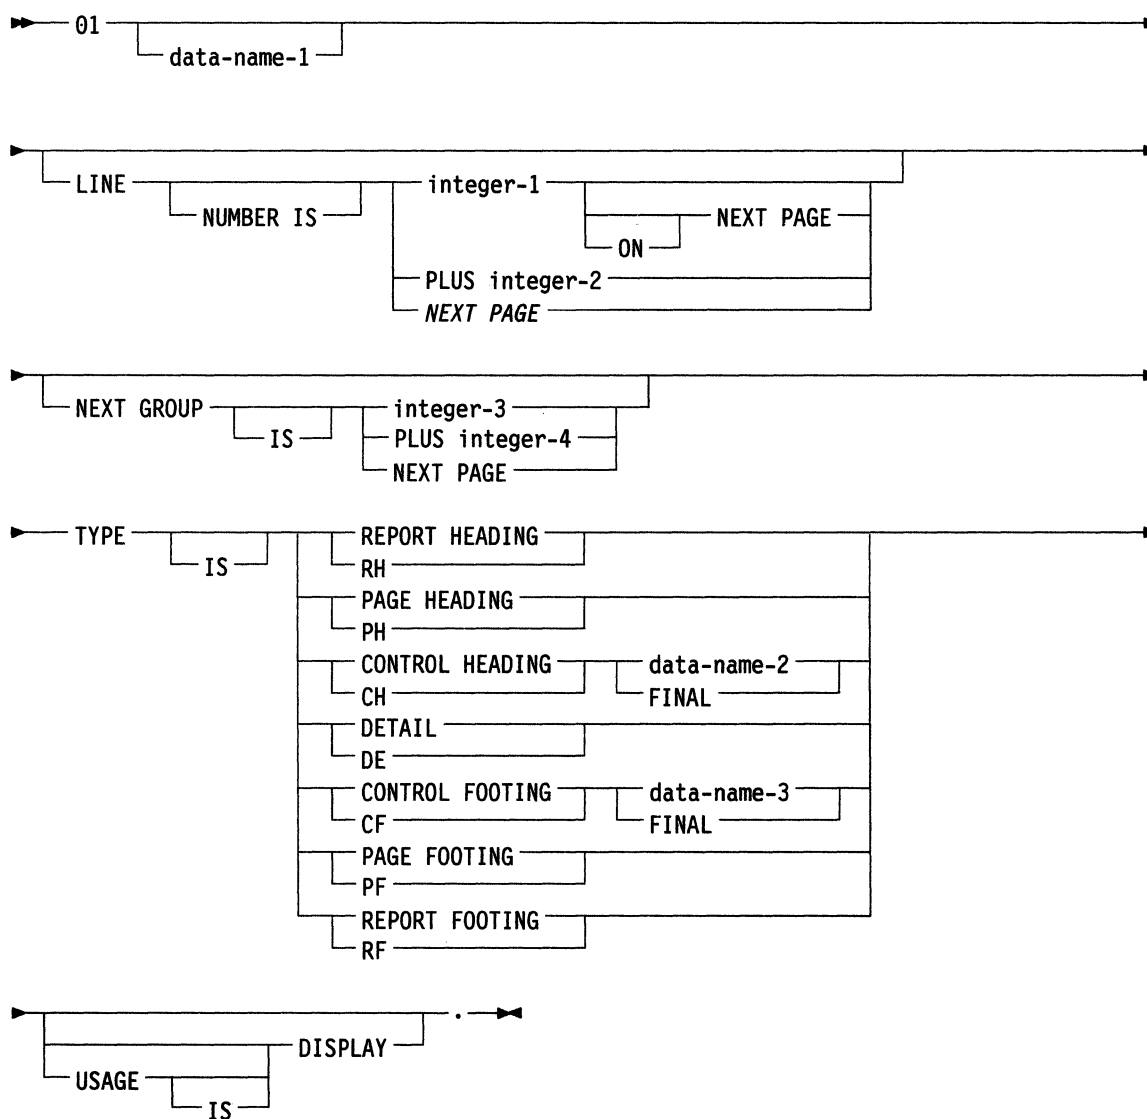 01
data-name-1
LINE integer-1
NUMBER IS NEXT PAGE
ON
PLUS integer-2
NEXT PAGE
NEXT GROUP integer-3
IS PLUS integer-4
NEXT PAGE
TYPE REPORT HEADING
IS RH
PAGE HEADING
PH
CONTROL HEADING data-name-2
CH FINAL
DETAIL
DE
CONTROL FOOTING data-name-3
CF FINAL
PAGE FOOTING
PF
REPORT FOOTING
RF
.
DISPLAY
USAGE
IS